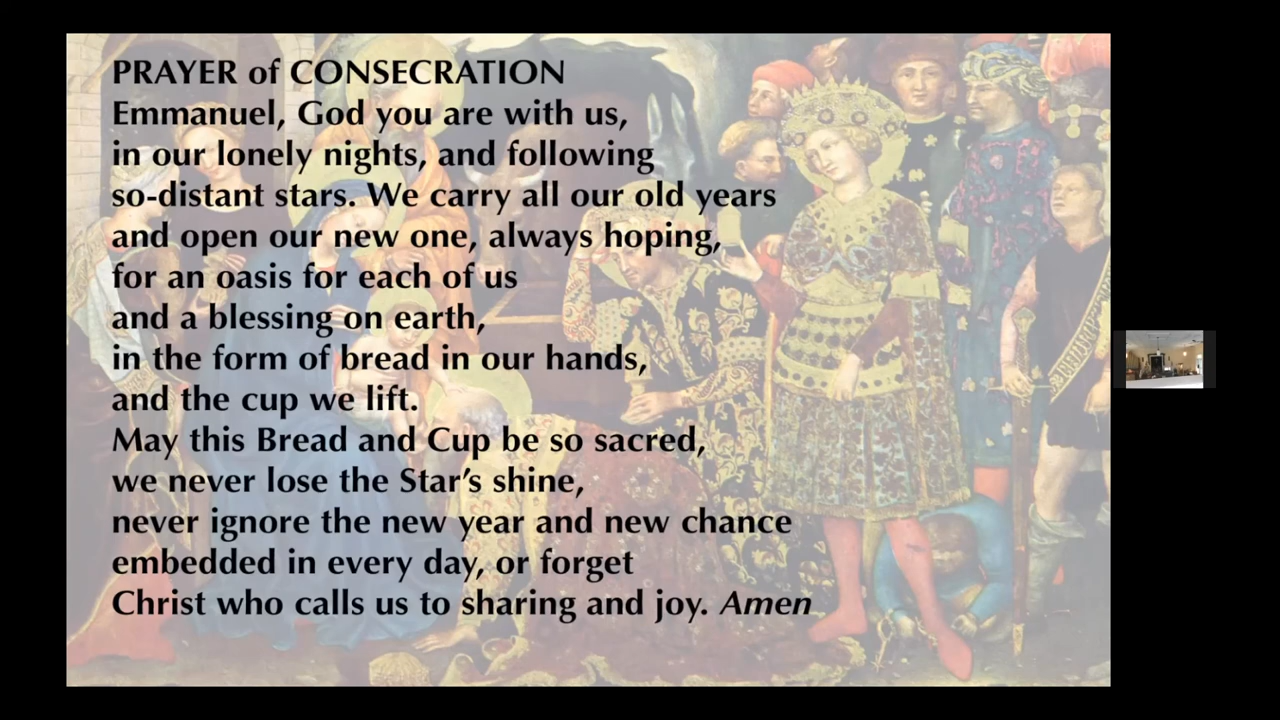 PRAYER of CONSECRATION
Emmanuel, God you are with us,
in our lonely nights, and following
so-distant stars. We carry all our old years
and open our new one, always hoping,
for an oasis for each of us
and a blessing on earth,
in the form of bread in our hands,
and the cup we lift.
May this Bread and Cup be so sacred,
we never lose the Star’s shine,
never ignore the new year and new chance
embedded in every day, or forget
Christ who calls us to sharing and joy. Amen